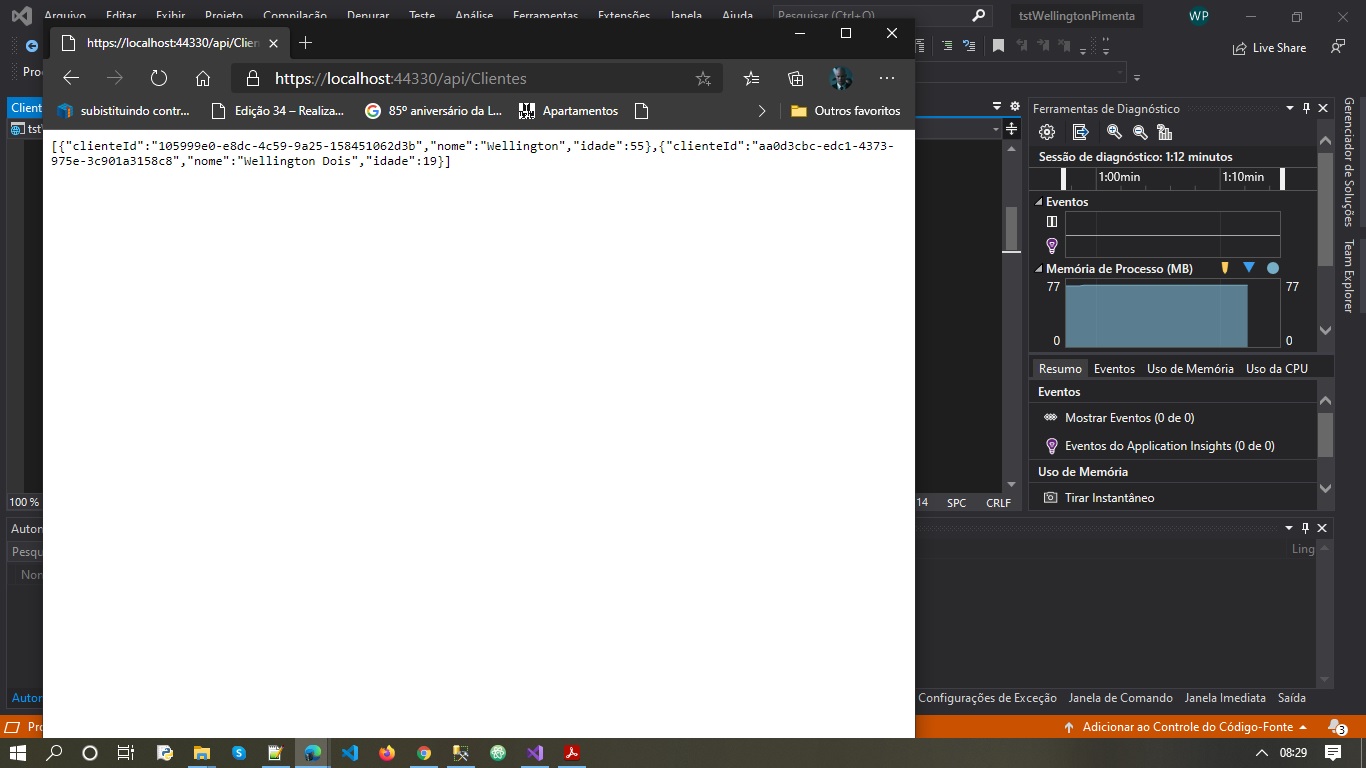 Arquivo Editar Exibir Projeto Compilação Depurar Teste Análise Ferramentas Extensões Janela Ajuda Pesquisar (Ctrl+Q) tstWellingtonPimenta WP
https://localhost:44330/api/Clien
Live Share
https://localhost:44330/api/Clientes
subistituindo contr... Edição 34 – Realiza... 85º aniversário da L... Apartamentos Outros favoritos
[{"clienteId":"105999e0-e8dc-4c59-9a25-158451062d3b","nome":"Wellington","idade":55},{"clienteId":"aa0d3cbc-edc1-4373-
975e-3c901a3158c8","nome":"Wellington Dois","idade":19}]
Client
Ferramentas de Diagnóstico
Sessão de diagnóstico: 1:12 minutos
1:00min 1:10min
Eventos
Memória de Processo (MB)
77 77
0 0
Resumo Eventos Uso de Memória Uso da CPU
Eventos
Mostrar Eventos (0 de 0)
Eventos do Application Insights (0 de 0)
Uso de Memória
Tirar Instantâneo
Gerenciador de Soluções
Team Explorer
100 % 14 SPC CRLF
Autor
Pesqu Ling
Non
Autor Configurações de Exceção Janela de Comando Janela Imediata Saída
Pro Adicionar ao Controle do Código-Fonte 3
08:29